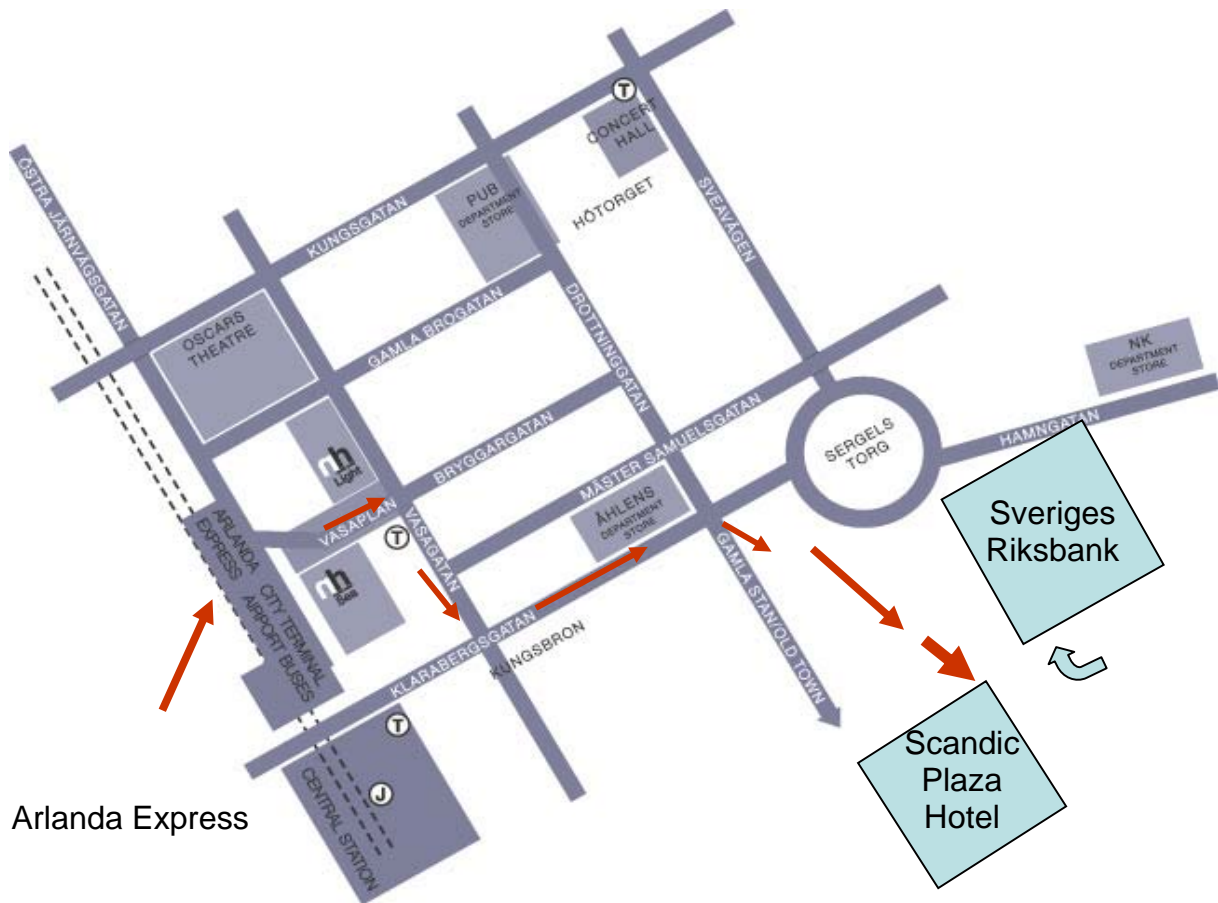 ÖSTRA JÄRNVÄGSGATAN
KUNGSGATAN
T
CONCERT
HALL
PUB
DEPARTMENT
STORE
HÖTORGET
SVEAVÄGEN
OSCARS
THEATRE
GAMLA BROGATAN
DROTTNINGGATAN
NK
DEPARTMENT
STORE
HAMNGATAN
nh
Light
BRYGGARGATAN
MÄSTER SAMUELSGATAN
SERGELS
TORG
VASAPLAN
T
VASAGATAN
ÅHLENS
DEPARTMENT
STORE
Sveriges
Riksbank
ARLANDA
EXPRESS
nh
CITY TERMINAL
AIRPORT BUSES
GAMLA STAN/OLD TOWN
KLARABERGSGATAN
KUNGSBRON
T
J
CENTRAL STATION
Scandic
Plaza
Hotel
Arlanda Express